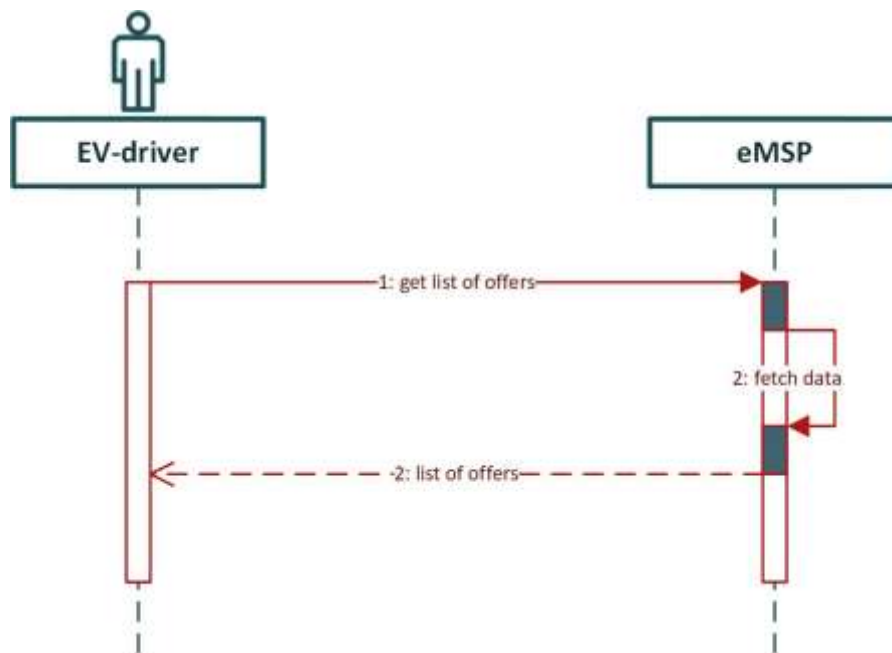 EV-driver
eMSP
1: get list of offers
2: fetch data
2: list of offers